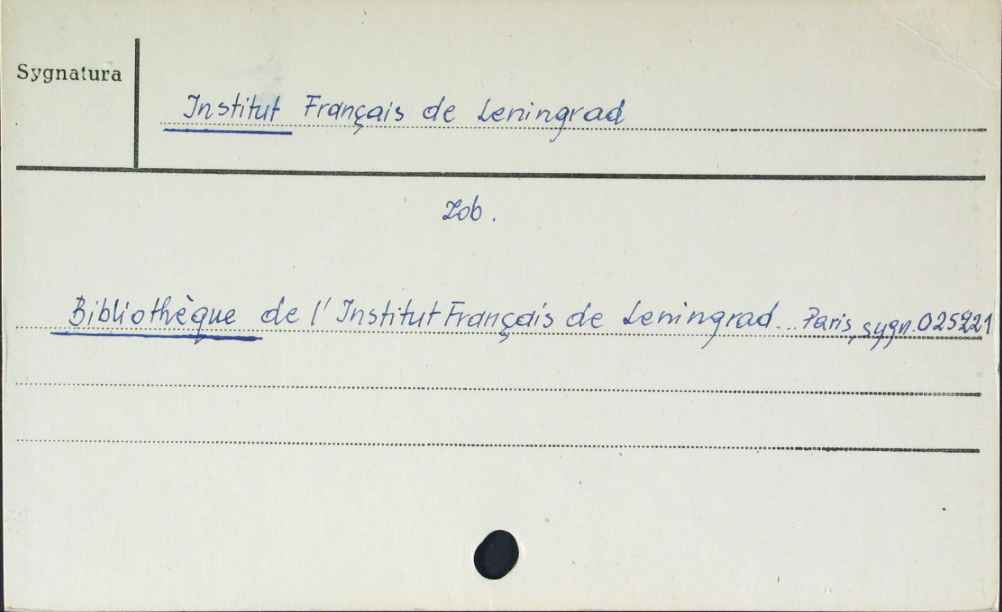 Sygnatura
Institut Français de Leningrad
Zob.
Bibliothèque de l'Institut Français de Leningrad... Paris, sygn. 025221